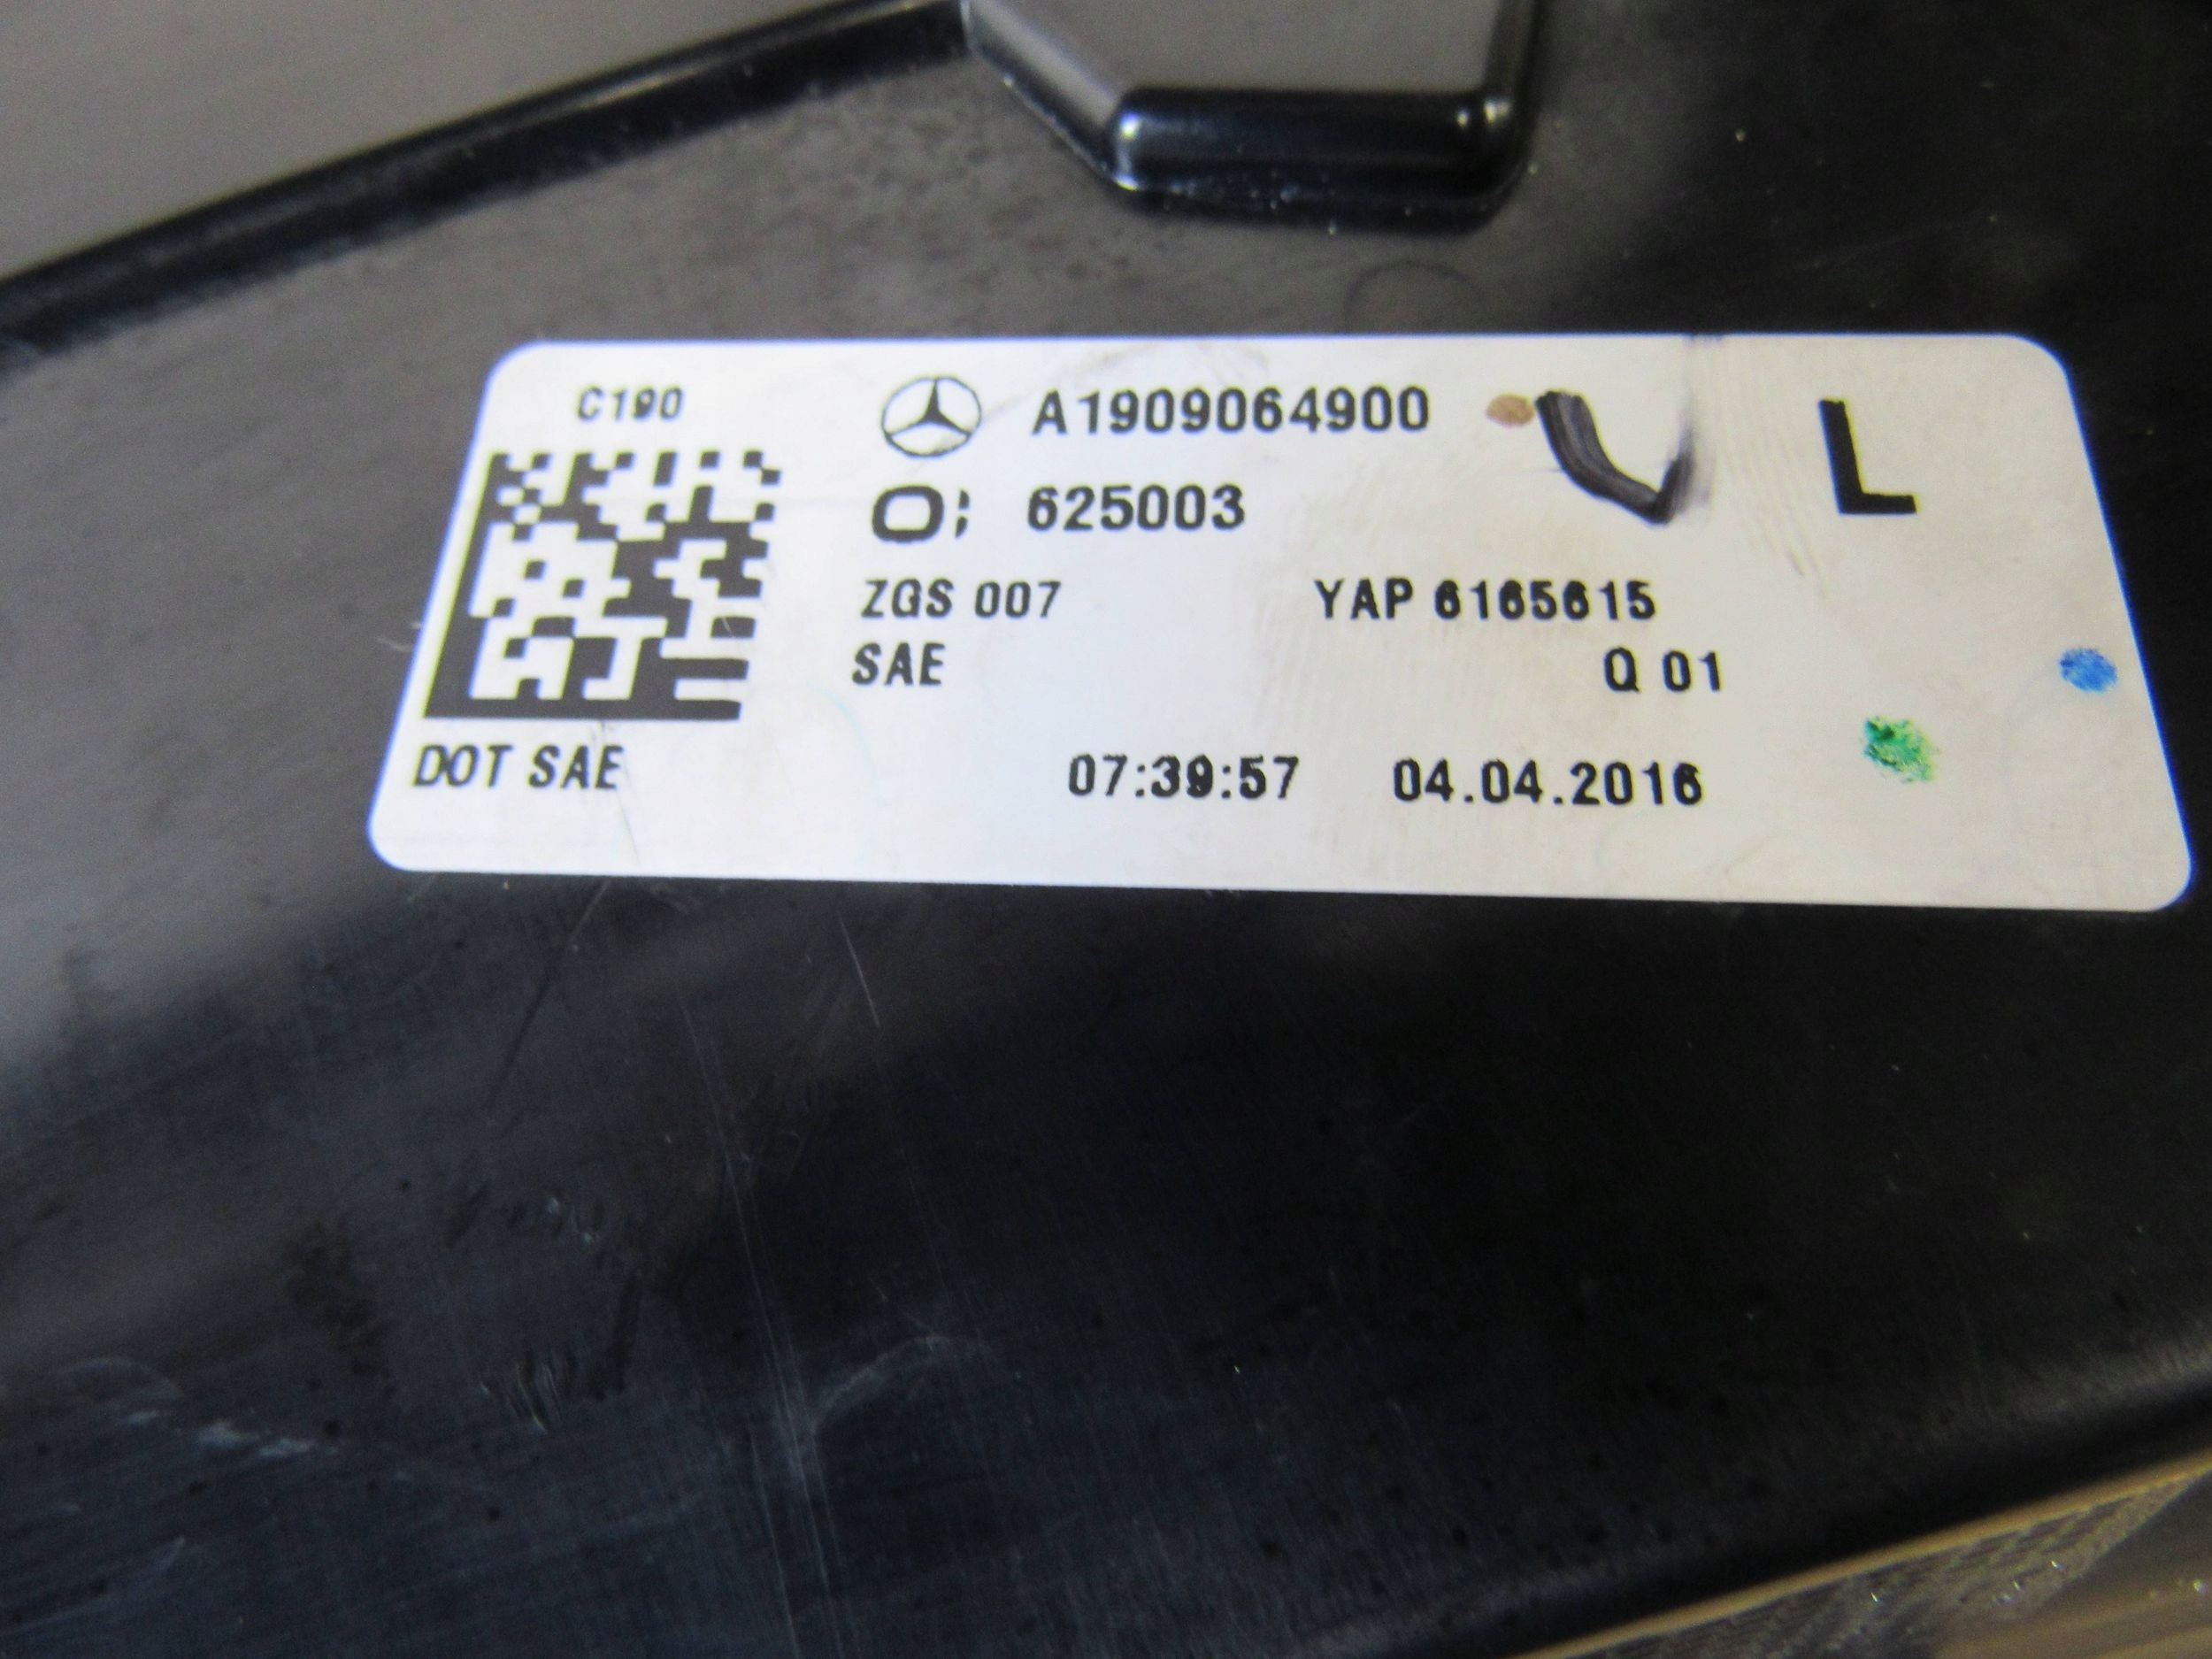 C190
A1909064900
L
625003
ZGS 007 YAP 6165615
SAE Q 01
DOT SAE
07:39:57 04.04.2016